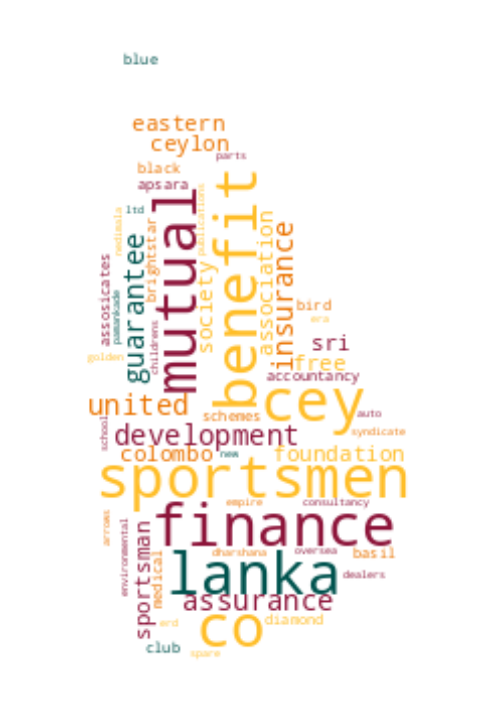 blue
eastern
ceylon
parts
black
apsara
ltd
nedimala
publications
mutual
benefit
brightstar
society
association
insurance
guarantee
assosicates
pamankade
childrens
bird
era
sri
golden
free
accountancy
united
cey
schemes
auto
school
development
syndicate
colombo
new
foundation
sportsmen
empire
consultancy
arrows
finance
environmental
sportsman
dharshana
oversea
basil
medical
lanka
dealers
assurance
co
erd
diamond
club
spare